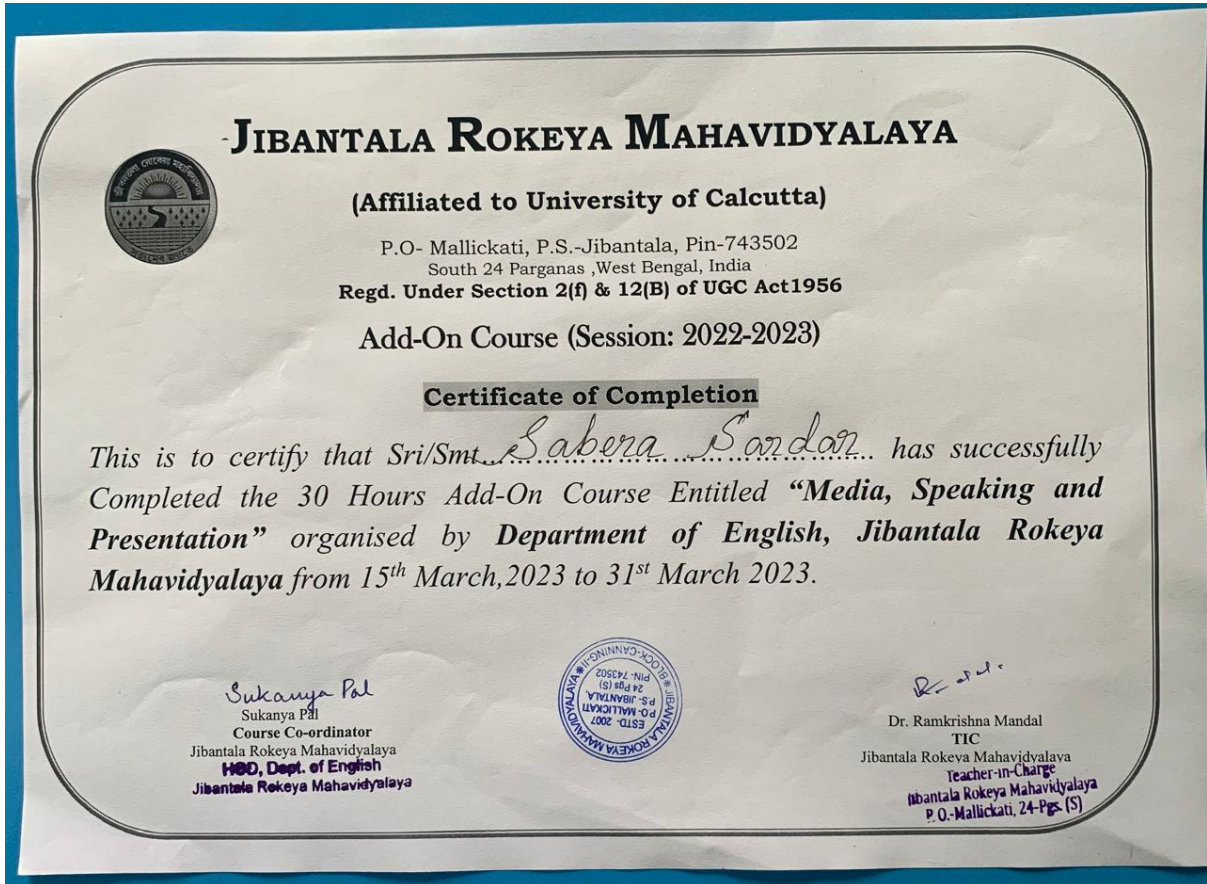 JIBANTALA ROKEYA MAHAVIDYALAYA
(Affiliated to University of Calcutta)
P.O- Mallickati, P.S.-Jibantala, Pin-743502
South 24 Parganas ,West Bengal, India
Regd. Under Section 2(f) & 12(B) of UGC Act1956
Add-On Course (Session: 2022-2023)
Certificate of Completion
This is to certify that Sri/Smt. Sabera Sardar has successfully
Completed the 30 Hours Add-On Course Entitled “Media, Speaking and
Presentation” organised by Department of English, Jibantala Rokeya
Mahavidyalaya from 15th March,2023 to 31st March 2023.
Sukanya Pal
Sukanya Pal
Course Co-ordinator
Jibantala Rokeya Mahavidyalaya
HOD, Dept. of English
Jibantala Rokeya Mahavidyalaya
JIBANTALA ROKEYA MAHAVIDYALAYA
BLOCK-CANNING-II
ESTD- 2007
P.O- MALLICKATI
P.S- JIBANTALA,
24 Pgs (S)
PIN- 743502
Dr. Ramkrishna Mandal
TIC
Jibantala Rokeya Mahavidyalaya
Teacher-in-Charge
Jibantala Rokeya Mahavidyalaya
P.O.-Mallickati, 24-Pgs. (S)